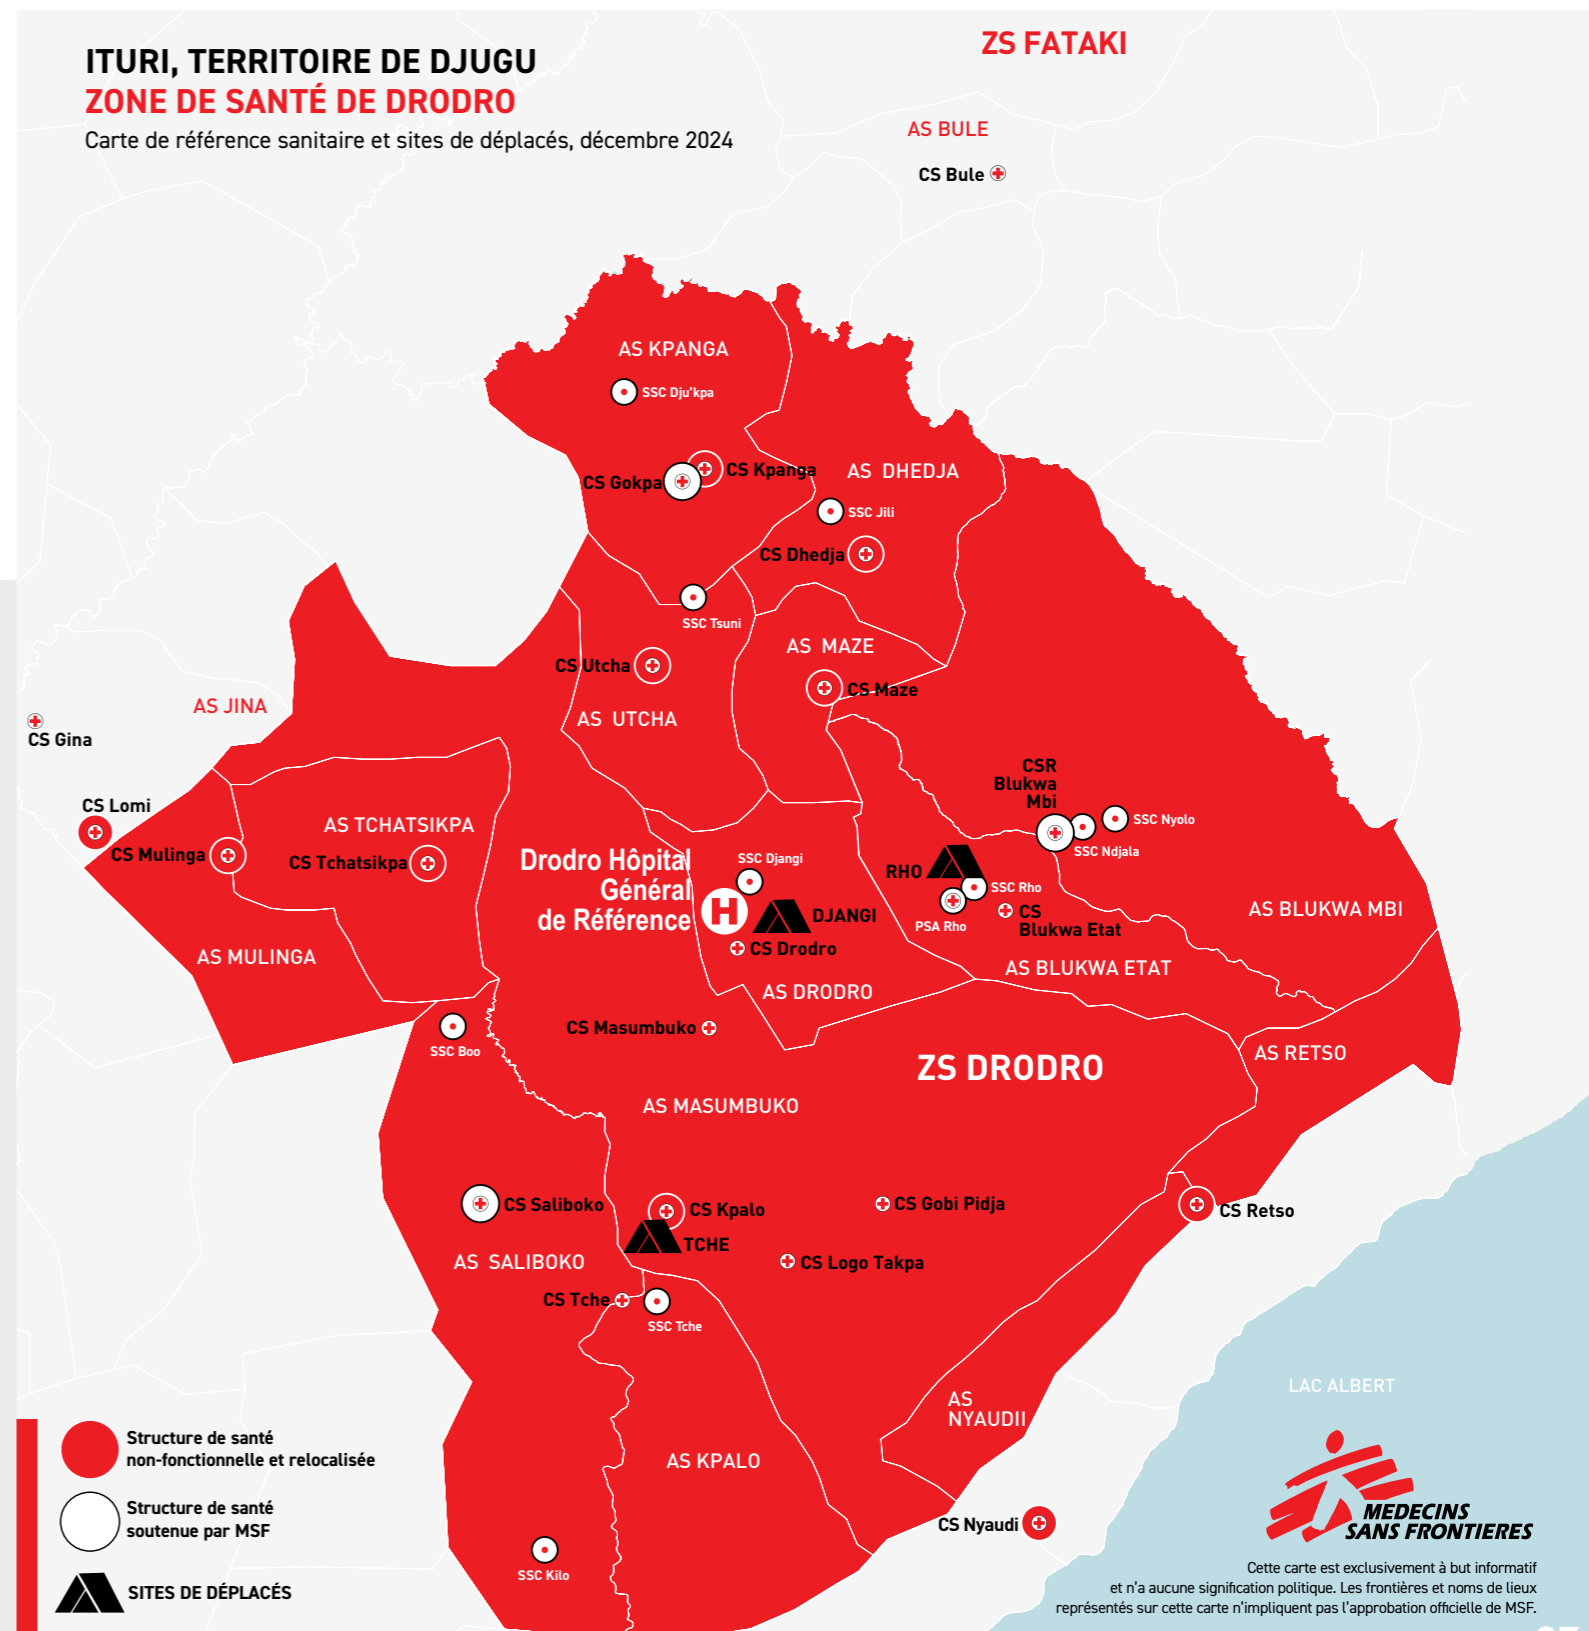 ITURI, TERRITOIRE DE DJUGU
ZONE DE SANTÉ DE DRODRO
Carte de référence sanitaire et sites de déplacés, décembre 2024
ZS FATAKI
AS BULE
CS Bule
AS KPANGA
SSC Dju'kpa
CS Gokpa
CS Kpanga
AS DHEDJA
SSC Jili
CS Dhedja
SSC Tsuni
CS Utcha
AS UTCHA
AS MAZE
CS Maze
AS JINA
CS Gina
CS Lomi
CS Mulinga
AS TCHATSIKPA
CS Tchatsikpa
AS MULINGA
Drodro Hôpital
Général
de Référence
SSC Djangi
DJANGI
CS Drodro
AS DRODRO
CSR
Blukwa
Mbi
SSC Nyolo
SSC Ndjala
RHO
SSC Rho
PSA Rho
CS
Blukwa Etat
AS BLUKWA MBI
AS BLUKWA ETAT
SSC Boo
CS Masumbuko
ZS DRODRO
AS RETSO
AS MASUMBUKO
CS Saliboko
CS Kpalo
TCHE
CS Gobi Pidja
CS Retso
AS SALIBOKO
CS Logo Takpa
CS Tche
SSC Tche
AS
NYAUDII
LAC ALBERT
AS KPALO
CS Nyaudi
SSC Kilo
Structure de santé
non-fonctionnelle et relocalisée
Structure de santé
soutenue par MSF
SITES DE DÉPLACÉS
MEDECINS
SANS FRONTIERES
Cette carte est exclusivement à but informatif
et n'a aucune signification politique. Les frontières et noms de lieux
représentés sur cette carte n'impliquent pas l'approbation officielle de MSF.